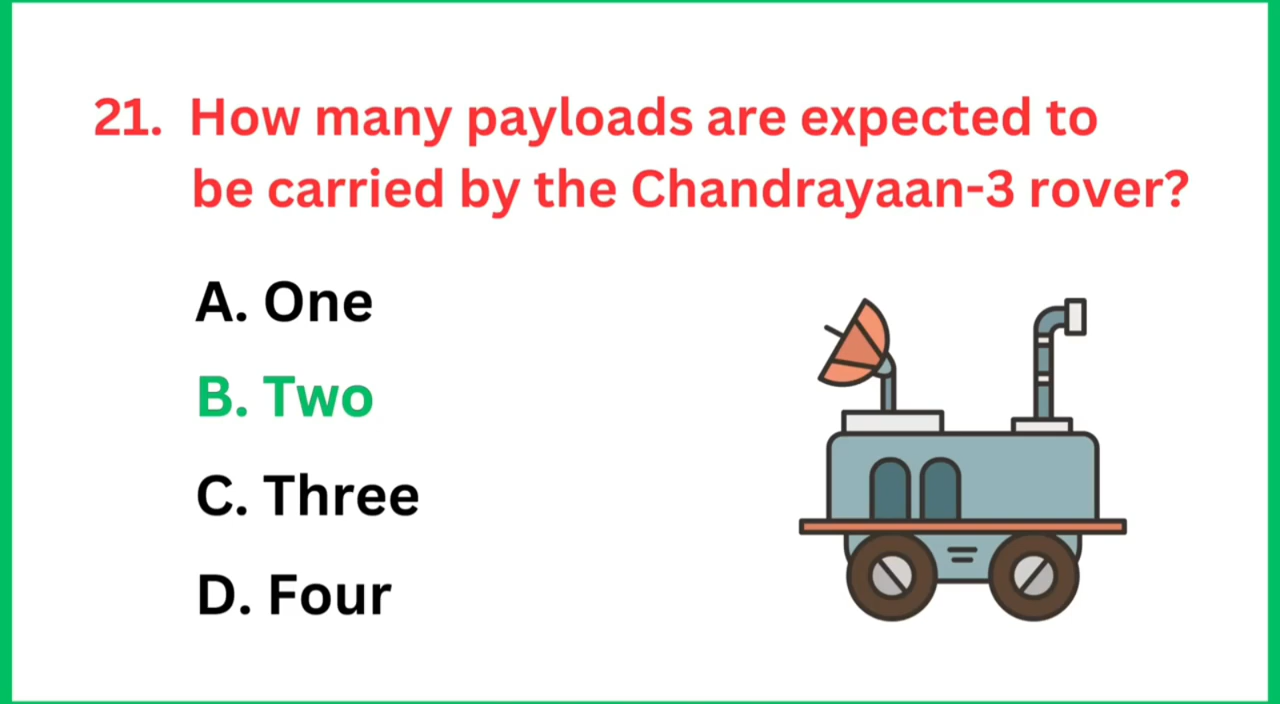 21. How many payloads are expected to
be carried by the Chandrayaan-3 rover?
A. One
B. Two
C. Three
D. Four